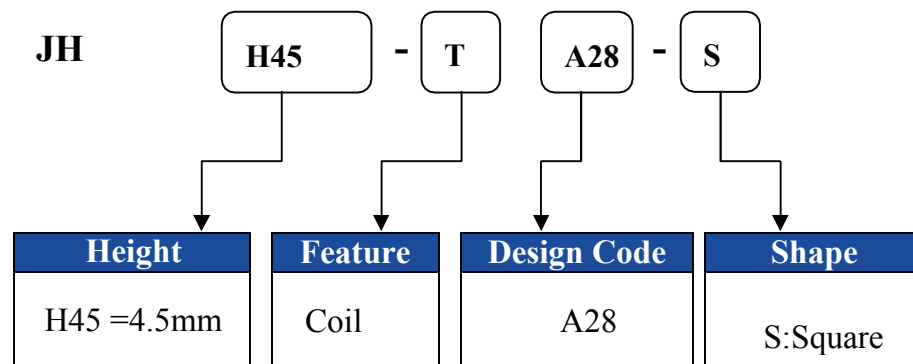 JH H45 - T A28 - S
Height Feature Design Code Shape
H45 =4.5mm Coil A28 S:Square